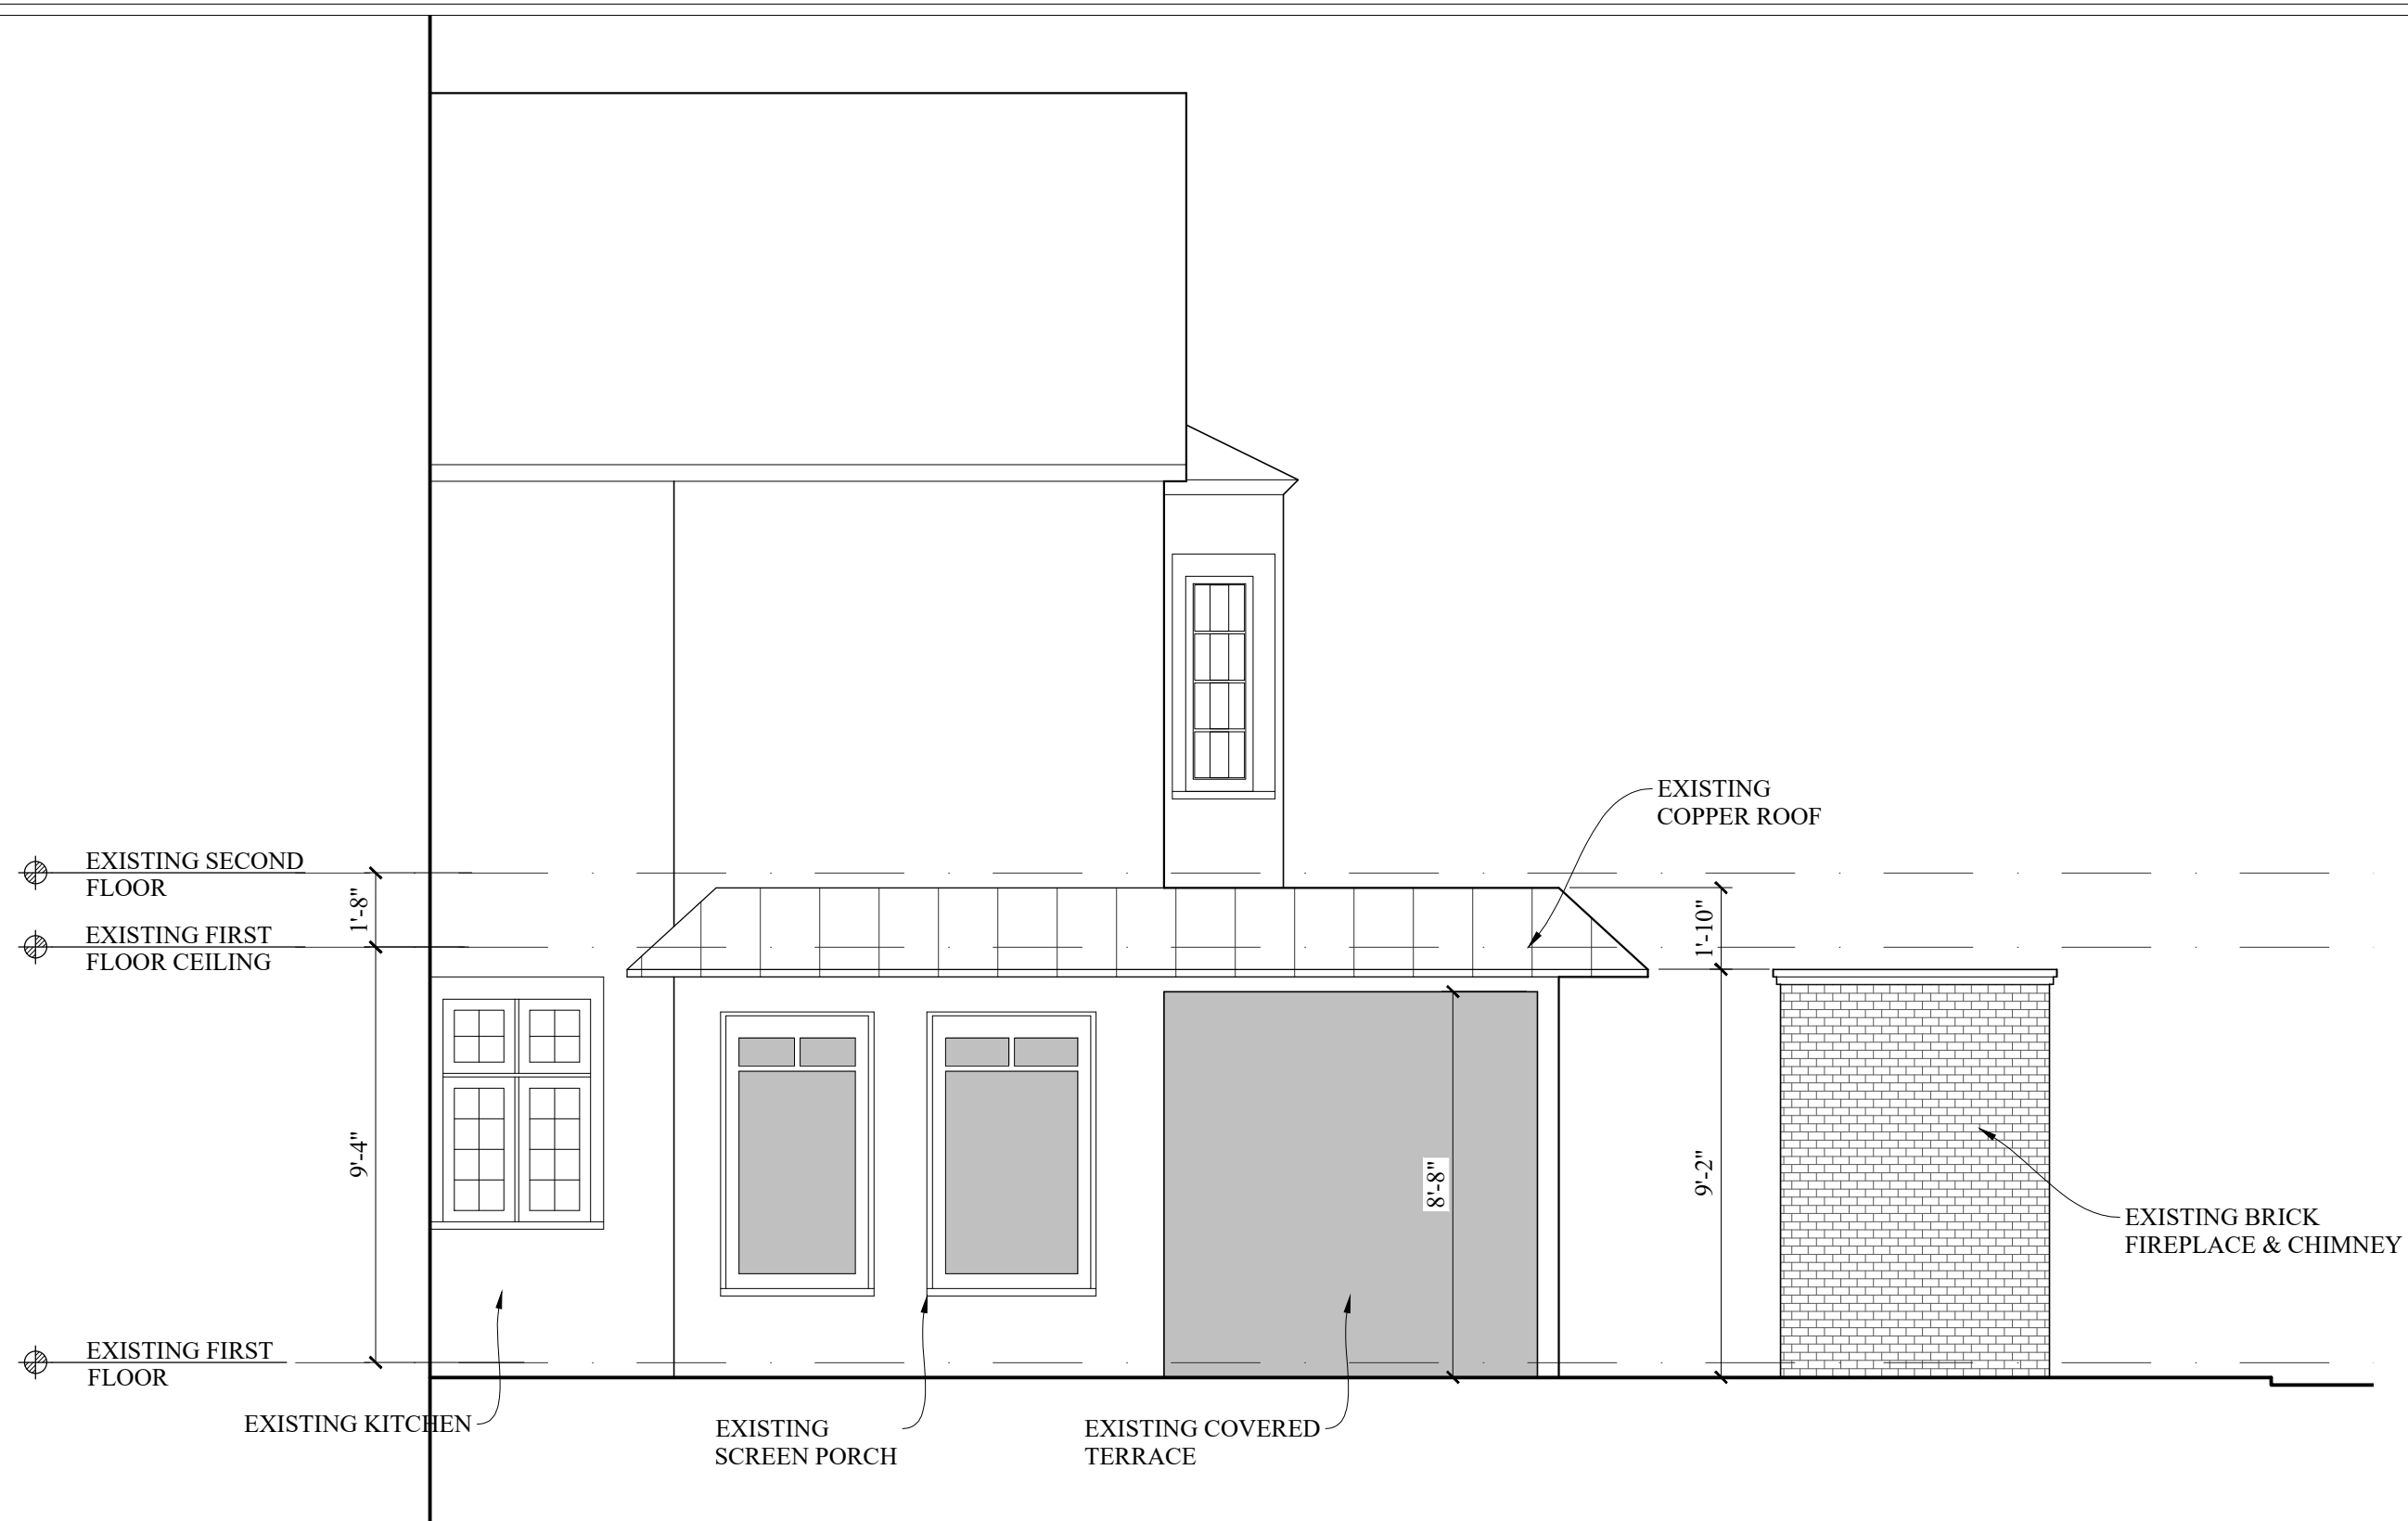 EXISTING
COPPER ROOF
EXISTING SECOND
FLOOR
1'-8"
1'-10"
EXISTING FIRST
FLOOR CEILING
9'-4"
8'-8"
9'-2"
EXISTING BRICK
FIREPLACE & CHIMNEY
EXISTING FIRST
FLOOR
EXISTING KITCHEN
EXISTING
SCREEN PORCH
EXISTING COVERED
TERRACE